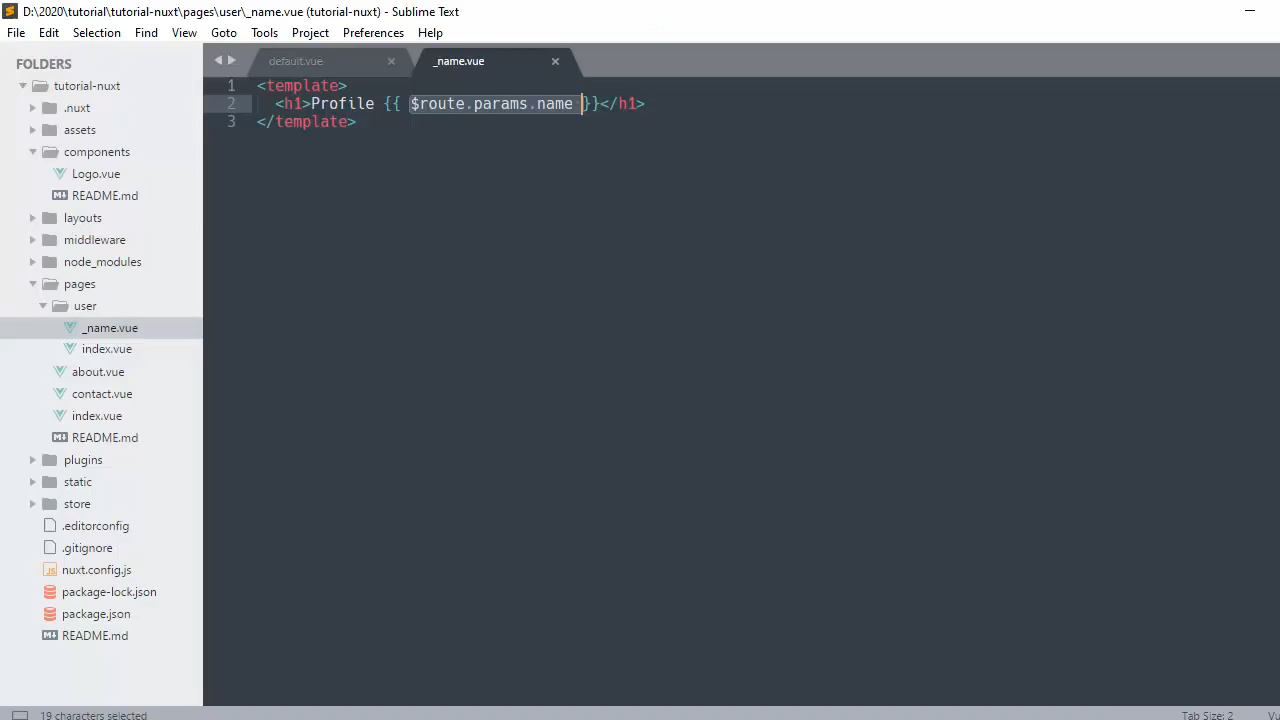 D:\2020\tutorial\tutorial-nuxt\pages\user\_name.vue (tutorial-nuxt) - Sublime Text
File Edit Selection Find View Goto Tools Project Preferences Help
FOLDERS
tutorial-nuxt
.nuxt
assets
components
Logo.vue
README.md
layouts
middleware
node_modules
pages
user
_name.vue
index.vue
about.vue
contact.vue
index.vue
README.md
plugins
static
store
.editorconfig
.gitignore
nuxt.config.js
package-lock.json
package.json
README.md
default.vue
_name.vue
1 <template>
2 <h1>Profile {{ $route.params.name }}</h1>
3 </template>
19 characters selected
Tab Size: 2